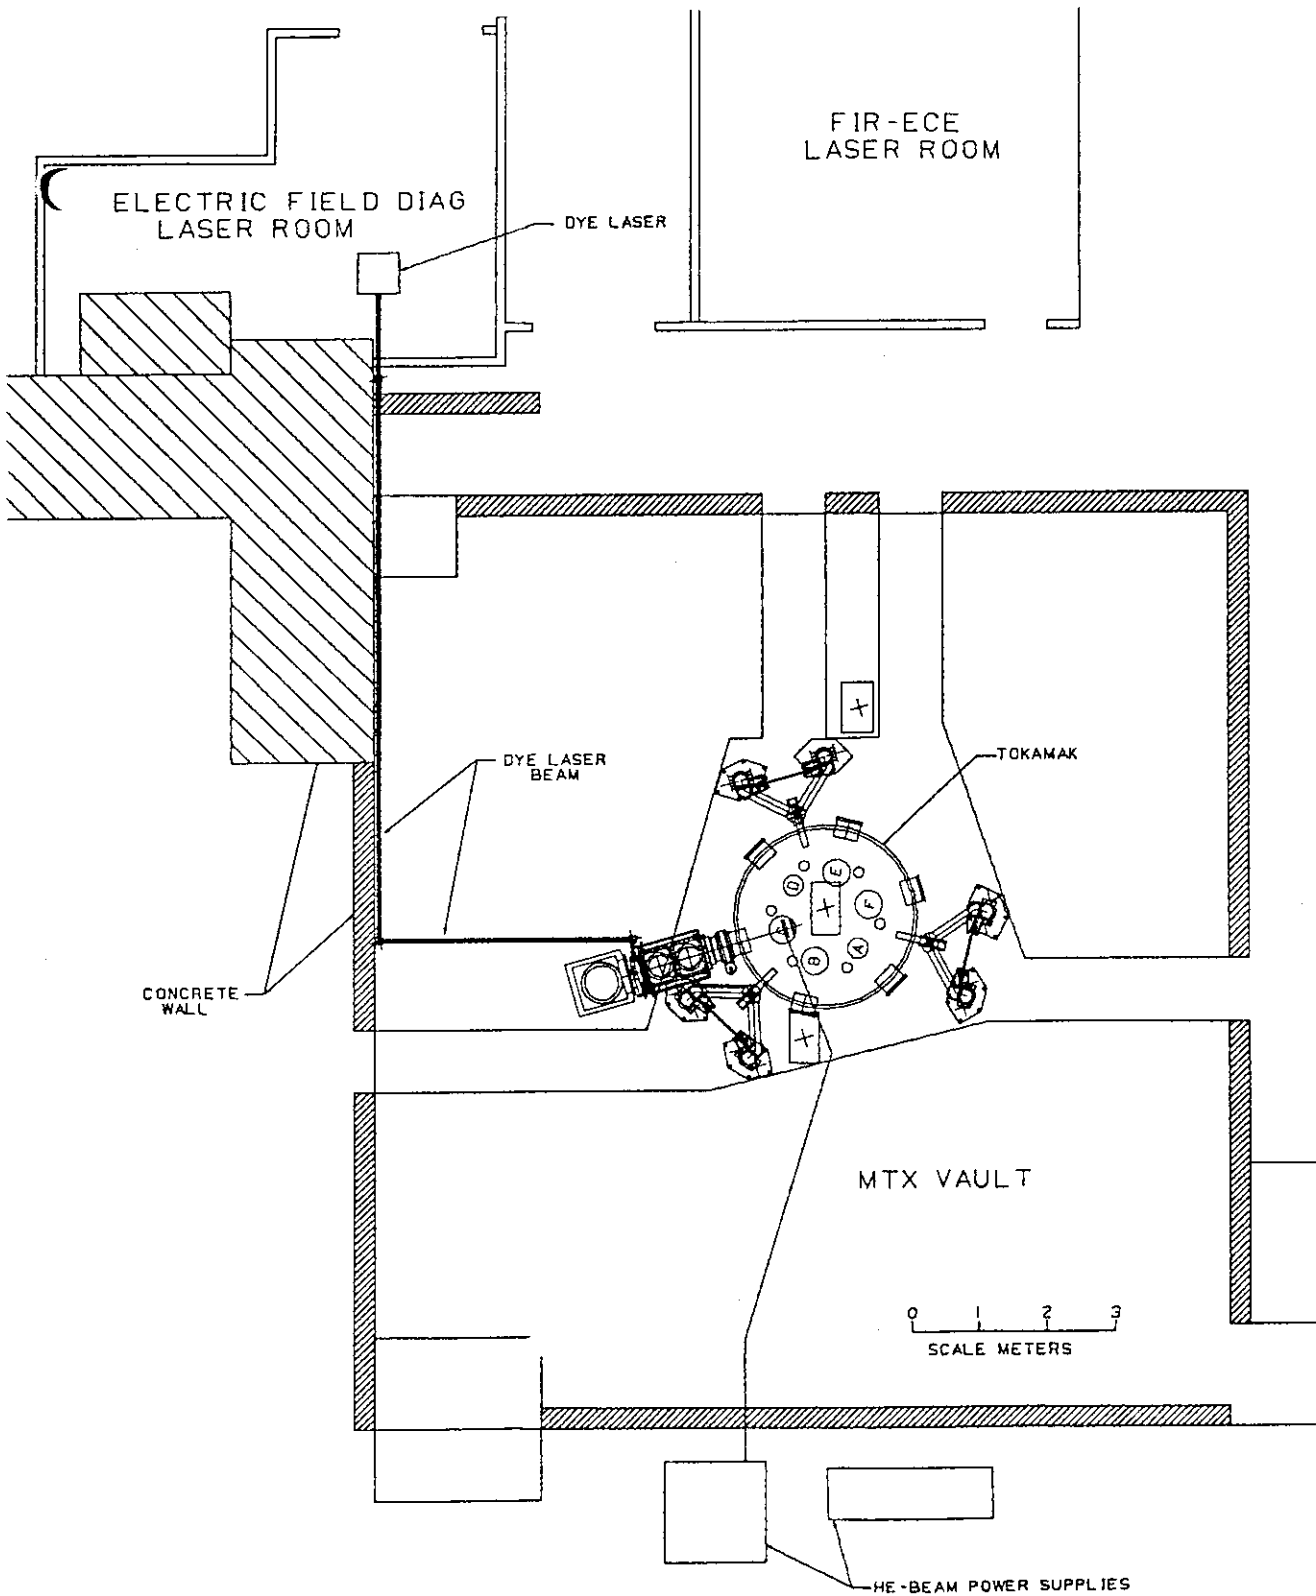 FIR-ECE
LASER ROOM
ELECTRIC FIELD DIAG
LASER ROOM
DYE LASER
DYE LASER
BEAM
TOKAMAK
E
D
F
A
B
CONCRETE
WALL
MTX VAULT
0 1 2 3
SCALE METERS
HE-BEAM POWER SUPPLIES